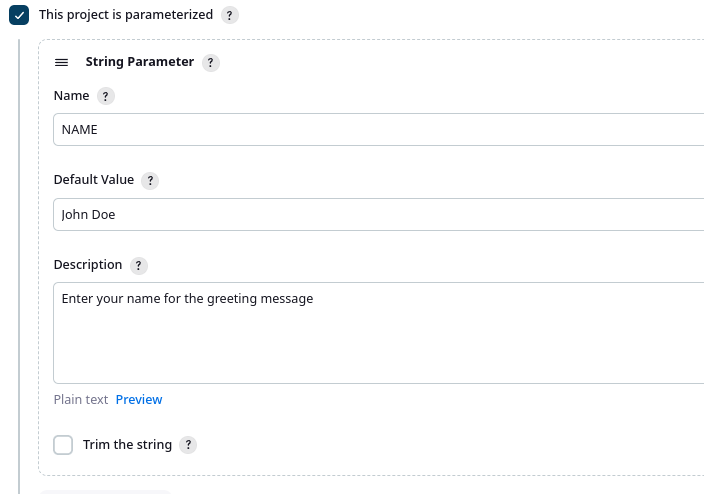 This project is parameterized ?
String Parameter ?
Name ?
NAME
Default Value ?
John Doe
Description ?
Enter your name for the greeting message
Plain text Preview
Trim the string ?